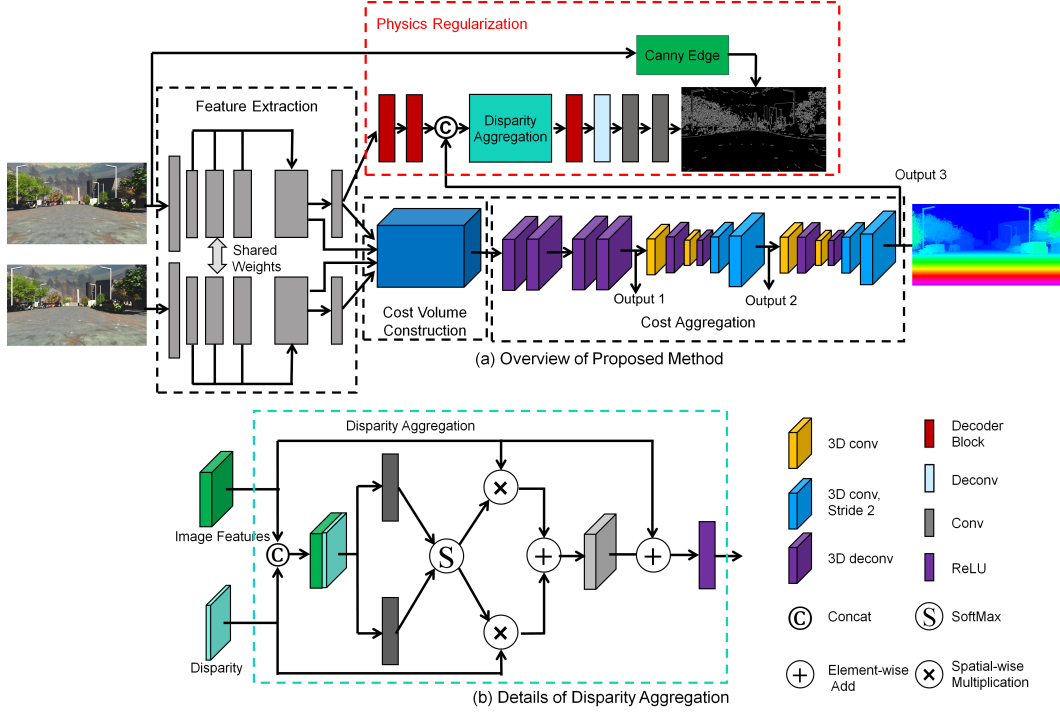 Physics Regularization
Canny Edge
Feature Extraction
C
Disparity
Aggregation
Output 3
Shared
Weights
Output 1
Output 2
Cost Volume
Construction
Cost Aggregation
(a) Overview of Proposed Method
Disparity Aggregation
Image Features
C
S
Disparity
(b) Details of Disparity Aggregation
3D conv
Decoder
Block
3D conv,
Stride 2
Deconv
Conv
3D deconv
ReLU
C
Concat
S
SoftMax
Element-wise
Add
Spatial-wise
Multiplication